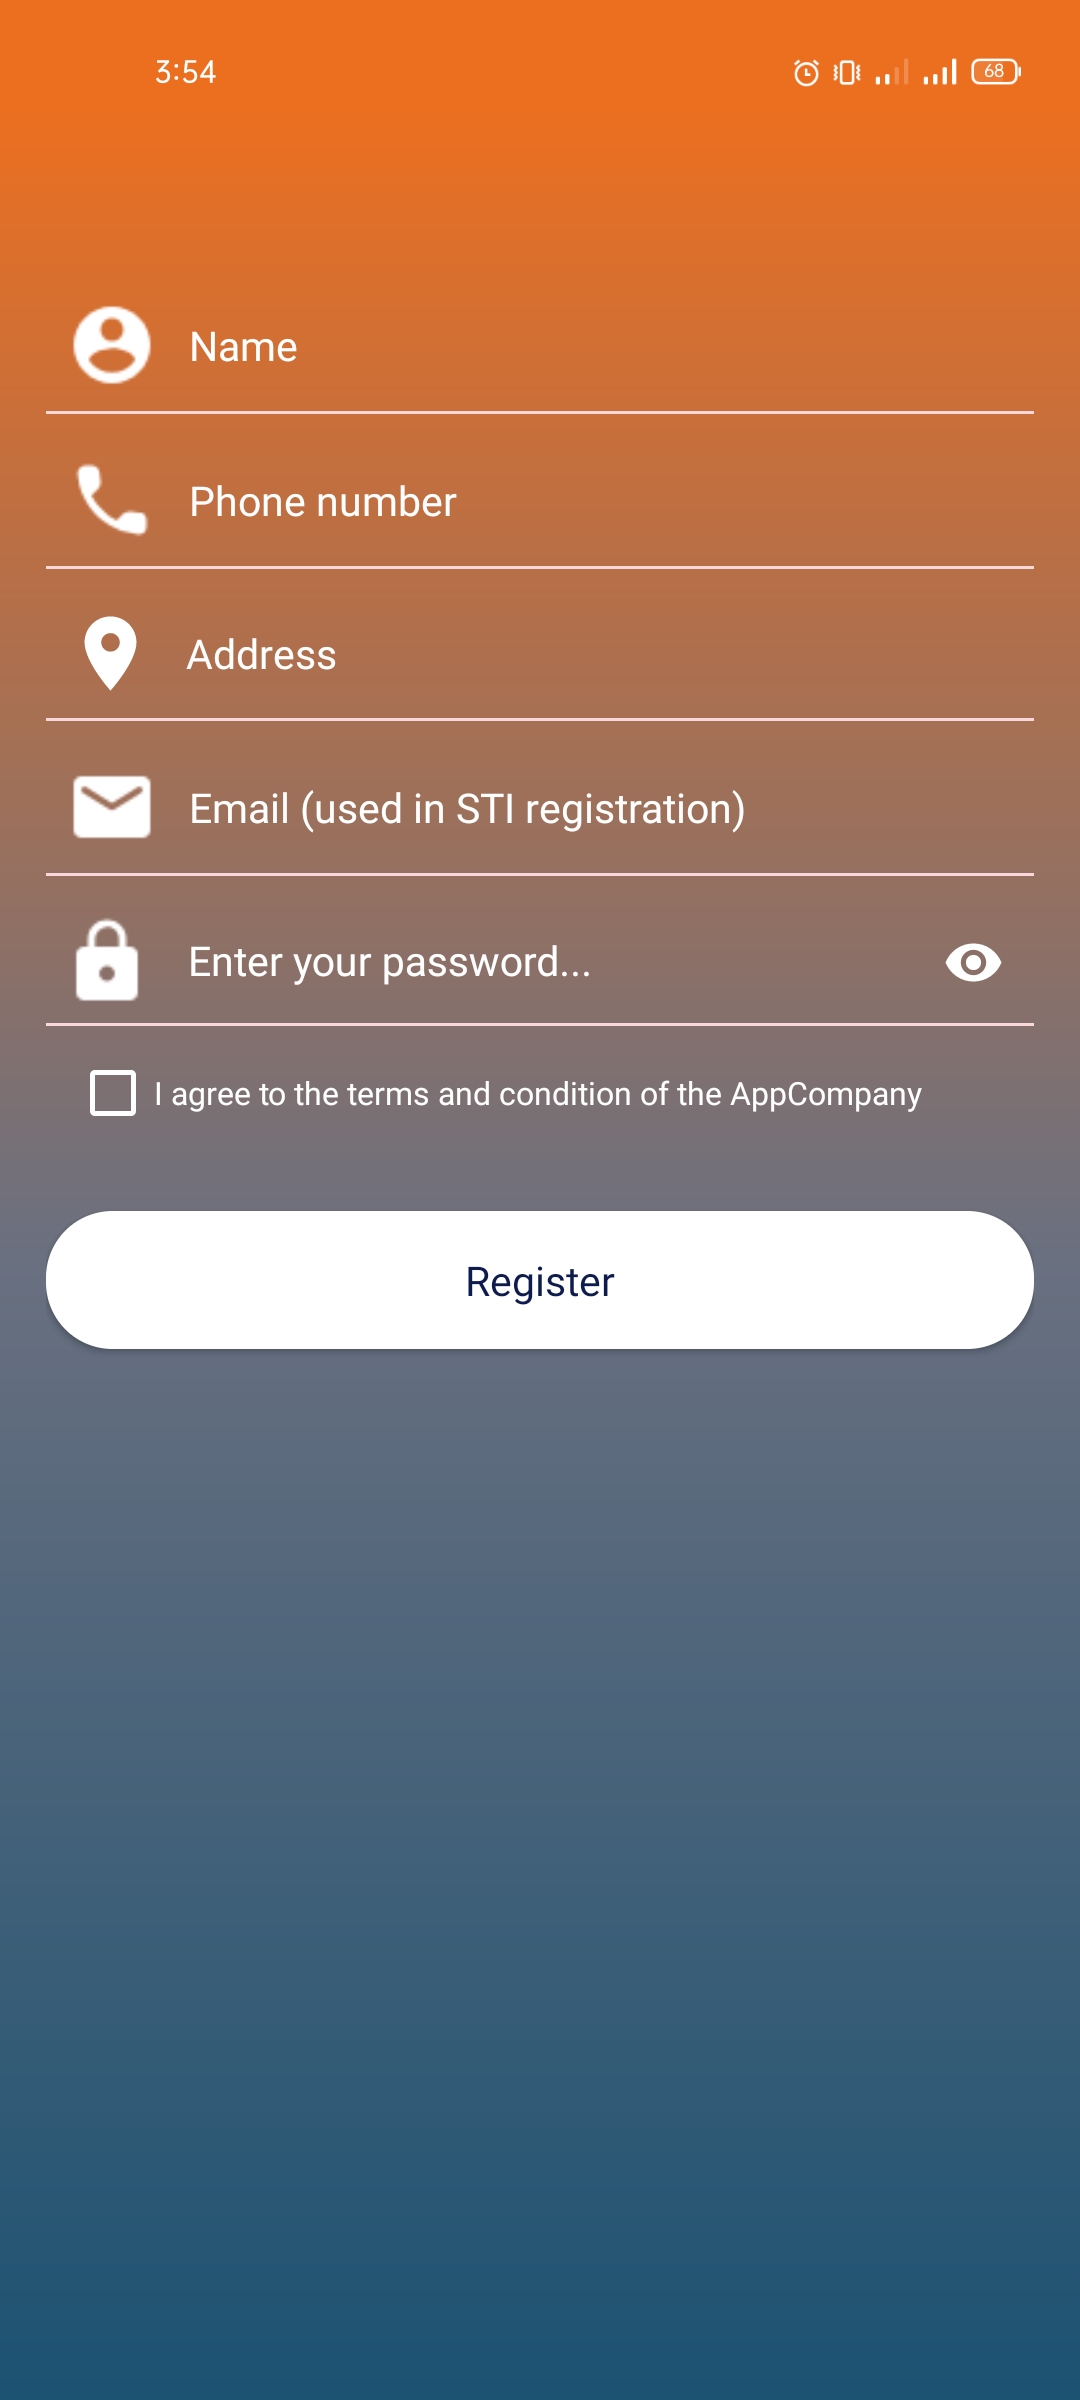 3:54
68
Name
Phone number
Address
Email (used in STI registration)
Enter your password...
I agree to the terms and condition of the AppCompany
Register